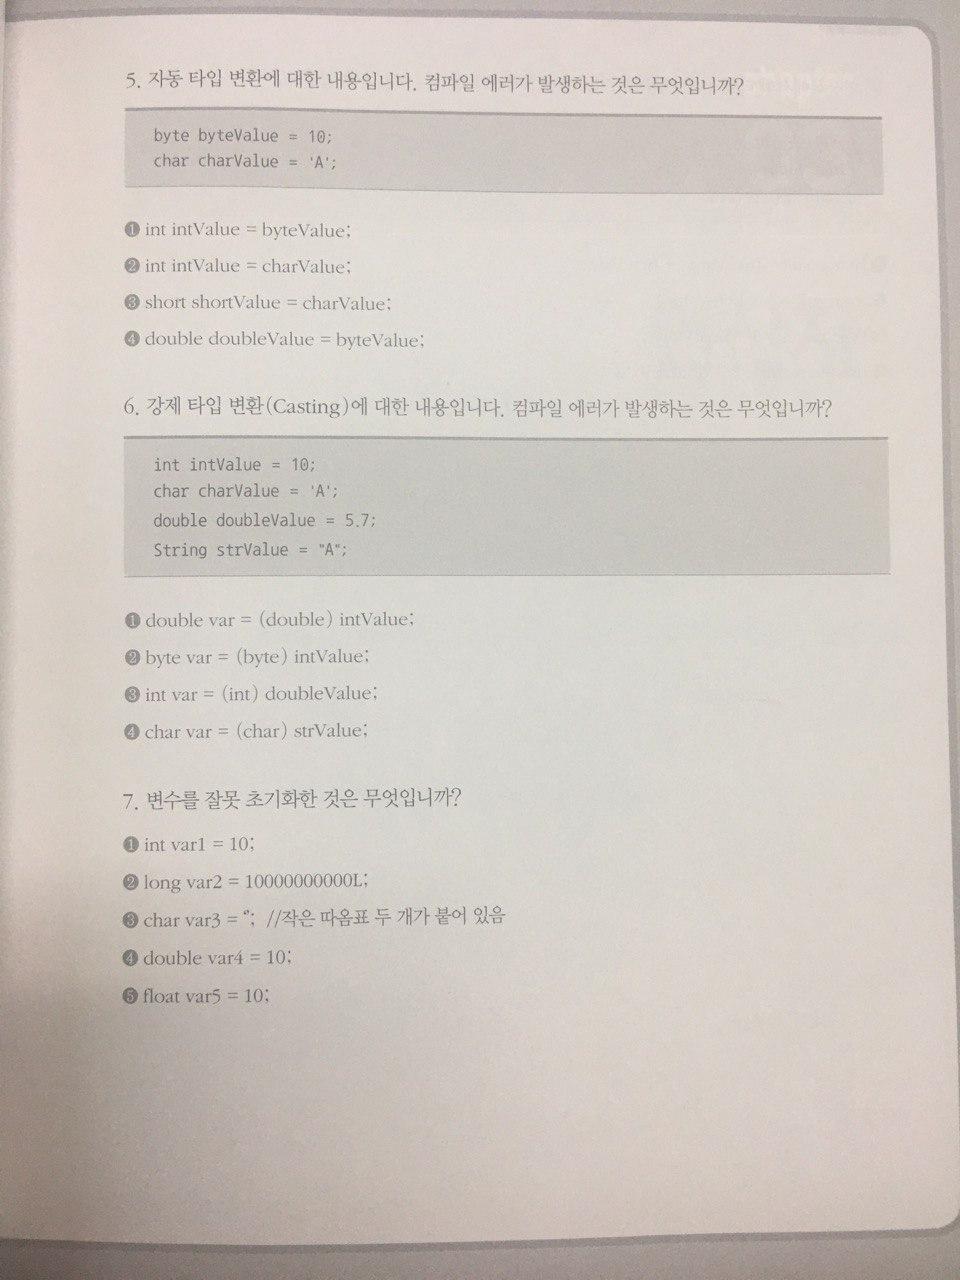 5. 자동 타입 변환에 대한 내용입니다. 컴파일 에러가 발생하는 것은 무엇입니까?
byte byteValue = 10;
char charValue = 'A';
❶ int intValue = byteValue;
❷ int intValue = charValue;
❸ short shortValue = charValue;
❹ double doubleValue = byteValue;
6. 강제 타입 변환(Casting)에 대한 내용입니다. 컴파일 에러가 발생하는 것은 무엇입니까?
int intValue = 10;
char charValue = 'A';
double doubleValue = 5.7;
String strValue = "A";
❶ double var = (double) intValue;
❷ byte var = (byte) intValue;
❸ int var = (int) doubleValue;
❹ char var = (char) strValue;
7. 변수를 잘못 초기화한 것은 무엇입니까?
❶ int var1 = 10;
❷ long var2 = 10000000000L;
❸ char var3 = ‘’; //작은 따옴표 두 개가 붙어 있음
❹ double var4 = 10;
❺ float var5 = 10;